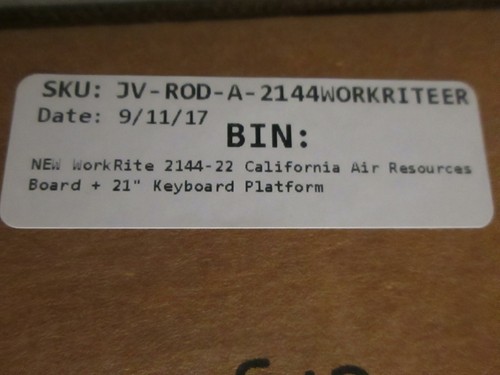 SKU: JV-ROD-A-2144WORKRITEER
Date: 9/11/17
BIN:
NEW WorkRite 2144-22 California Air Resources
Board + 21" Keyboard Platform